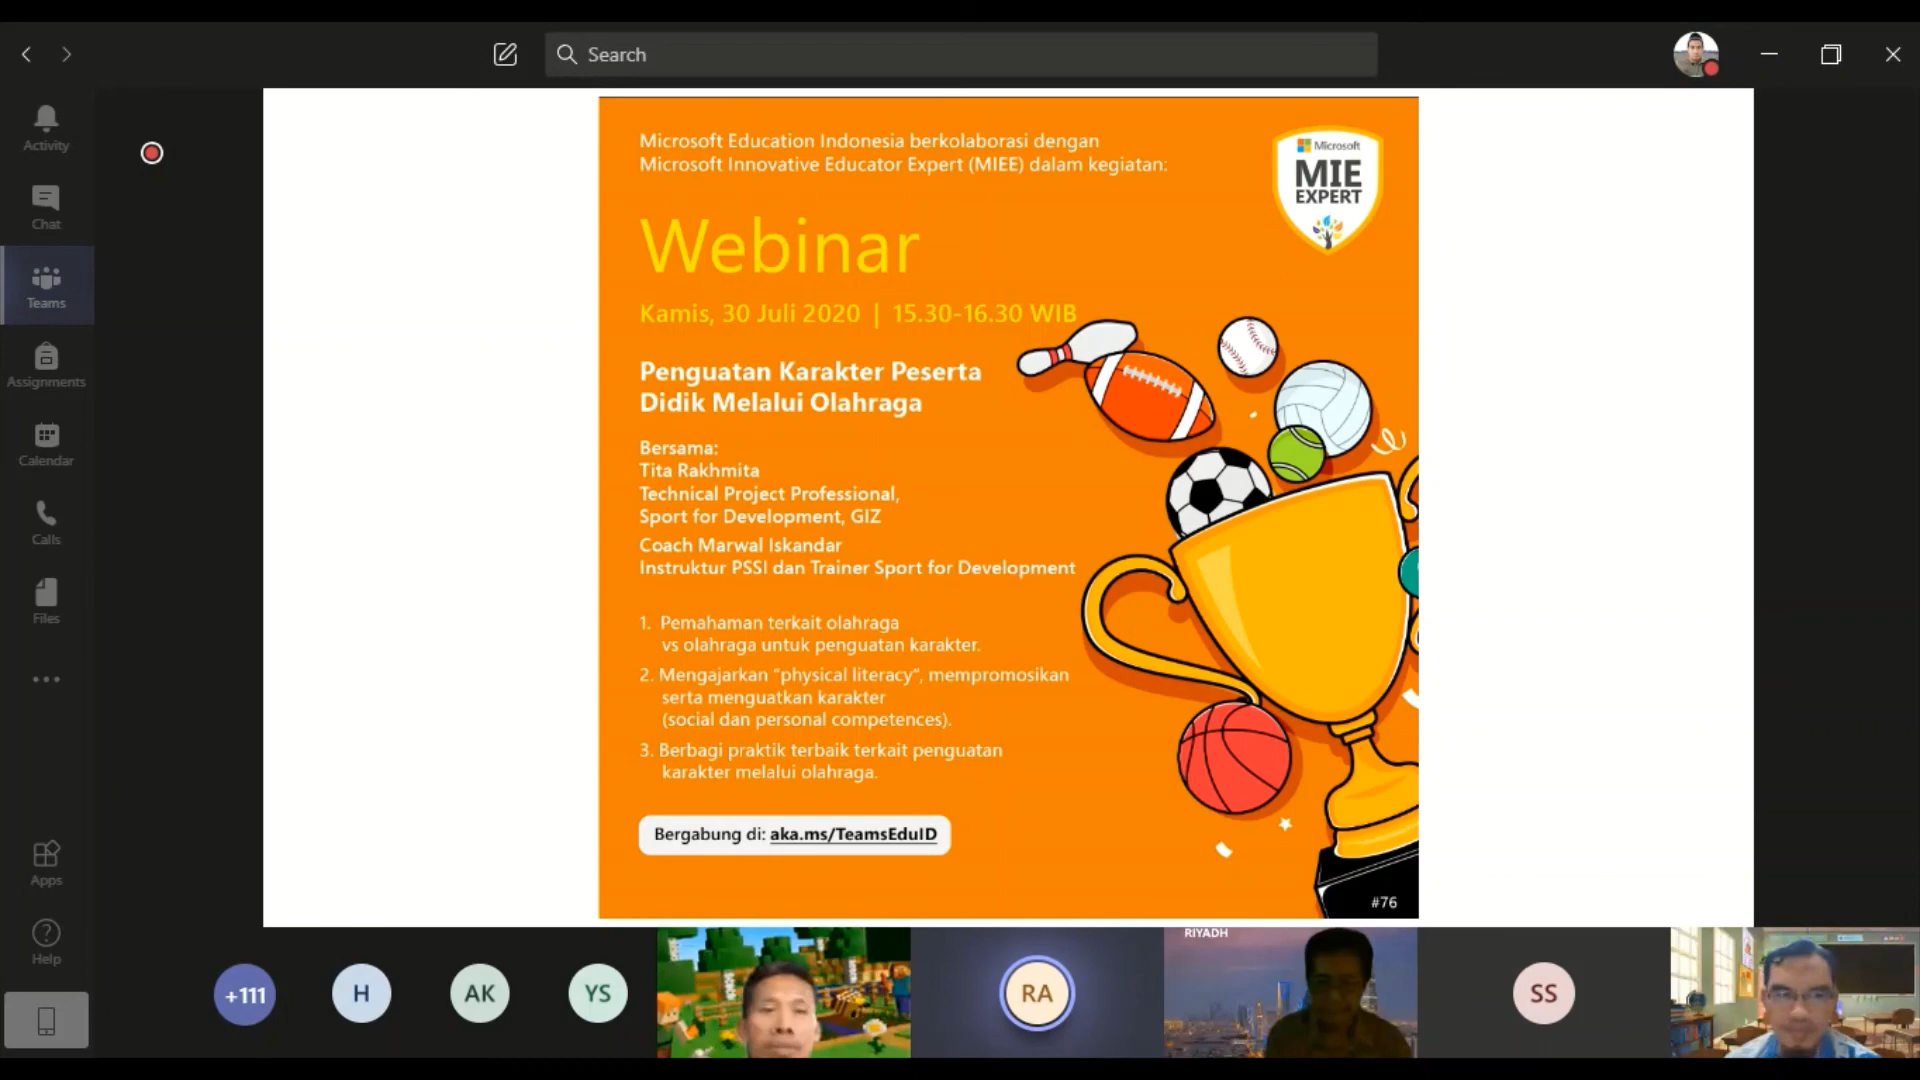 Search
Activity
Chat
Teams
Assignments
Calendar
Calls
Files
Apps
Help
Microsoft Education Indonesia berkolaborasi dengan
Microsoft Innovative Educator Expert (MIEE) dalam kegiatan:
Microsoft
MIE
EXPERT
Webinar
Kamis, 30 Juli 2020 | 15.30-16.30 WIB
Penguatan Karakter Peserta
Didik Melalui Olahraga
Bersama:
Tita Rakhmita
Technical Project Professional,
Sport for Development, GIZ
Coach Marwal Iskandar
Instruktur PSSI dan Trainer Sport for Development
1. Pemahaman terkait olahraga
vs olahraga untuk penguatan karakter.
2. Mengajarkan "physical literacy", mempromosikan
serta menguatkan karakter
(social dan personal competences).
3. Berbagi praktik terbaik terkait penguatan
karakter melalui olahraga.
Bergabung di: aka.ms/TeamsEduID
#76
+111
H
AK
YS
RA
RIYADH
SS